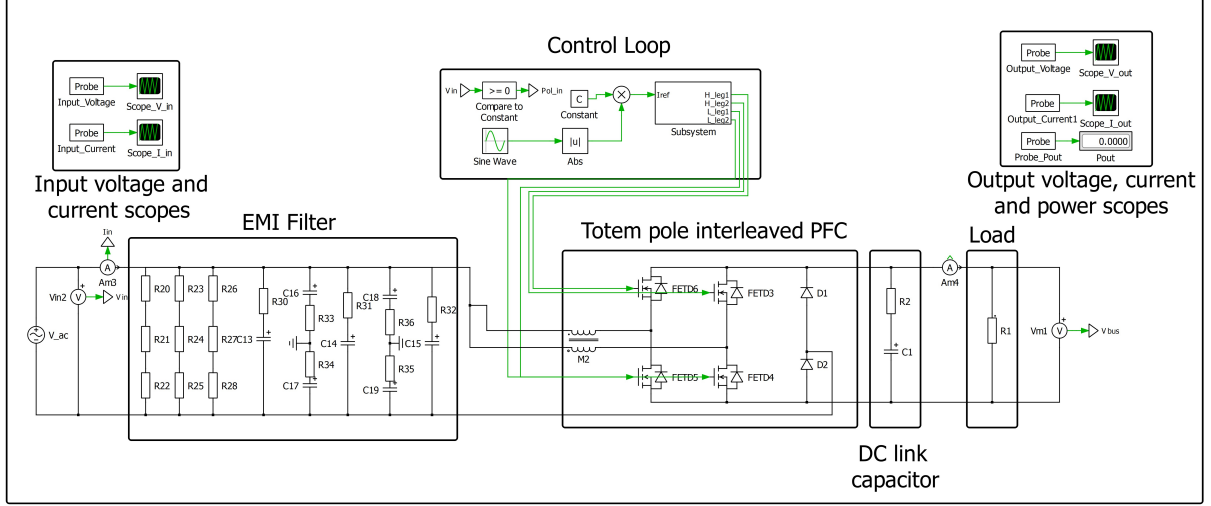 Control Loop
Probe
Input_Voltage
Scope_V_in
Probe
Input_Current
Scope_I_in
Input voltage and
current scopes
V in
>= 0
Pol_in
Compare to
Constant
C
Constant
Sine Wave
|u|
Abs
Iref
H_leg1
H_leg2
L_leg1
L_leg2
Subsystem
Probe
Output_Voltage
Scope_V_out
Probe
Output_Current1
Scope_I_out
Probe
0.0000
Probe_Pout
Pout
Output voltage, current
and power scopes
EMI Filter
Totem pole interleaved PFC
Load
Iin
A
Am3
Vin2
V
Vin
V_ac
R20
R23
R26
R21
R24
R27
R22
R25
R28
R30
C13
C16
R33
R34
C17
R31
C14
C18
R36
R35
C19
R32
C15
M2
FETD6
FETD3
FETD5
FETD4
D1
D2
R2
C1
A
Am4
R1
Vm1
V
V bus
DC link
capacitor